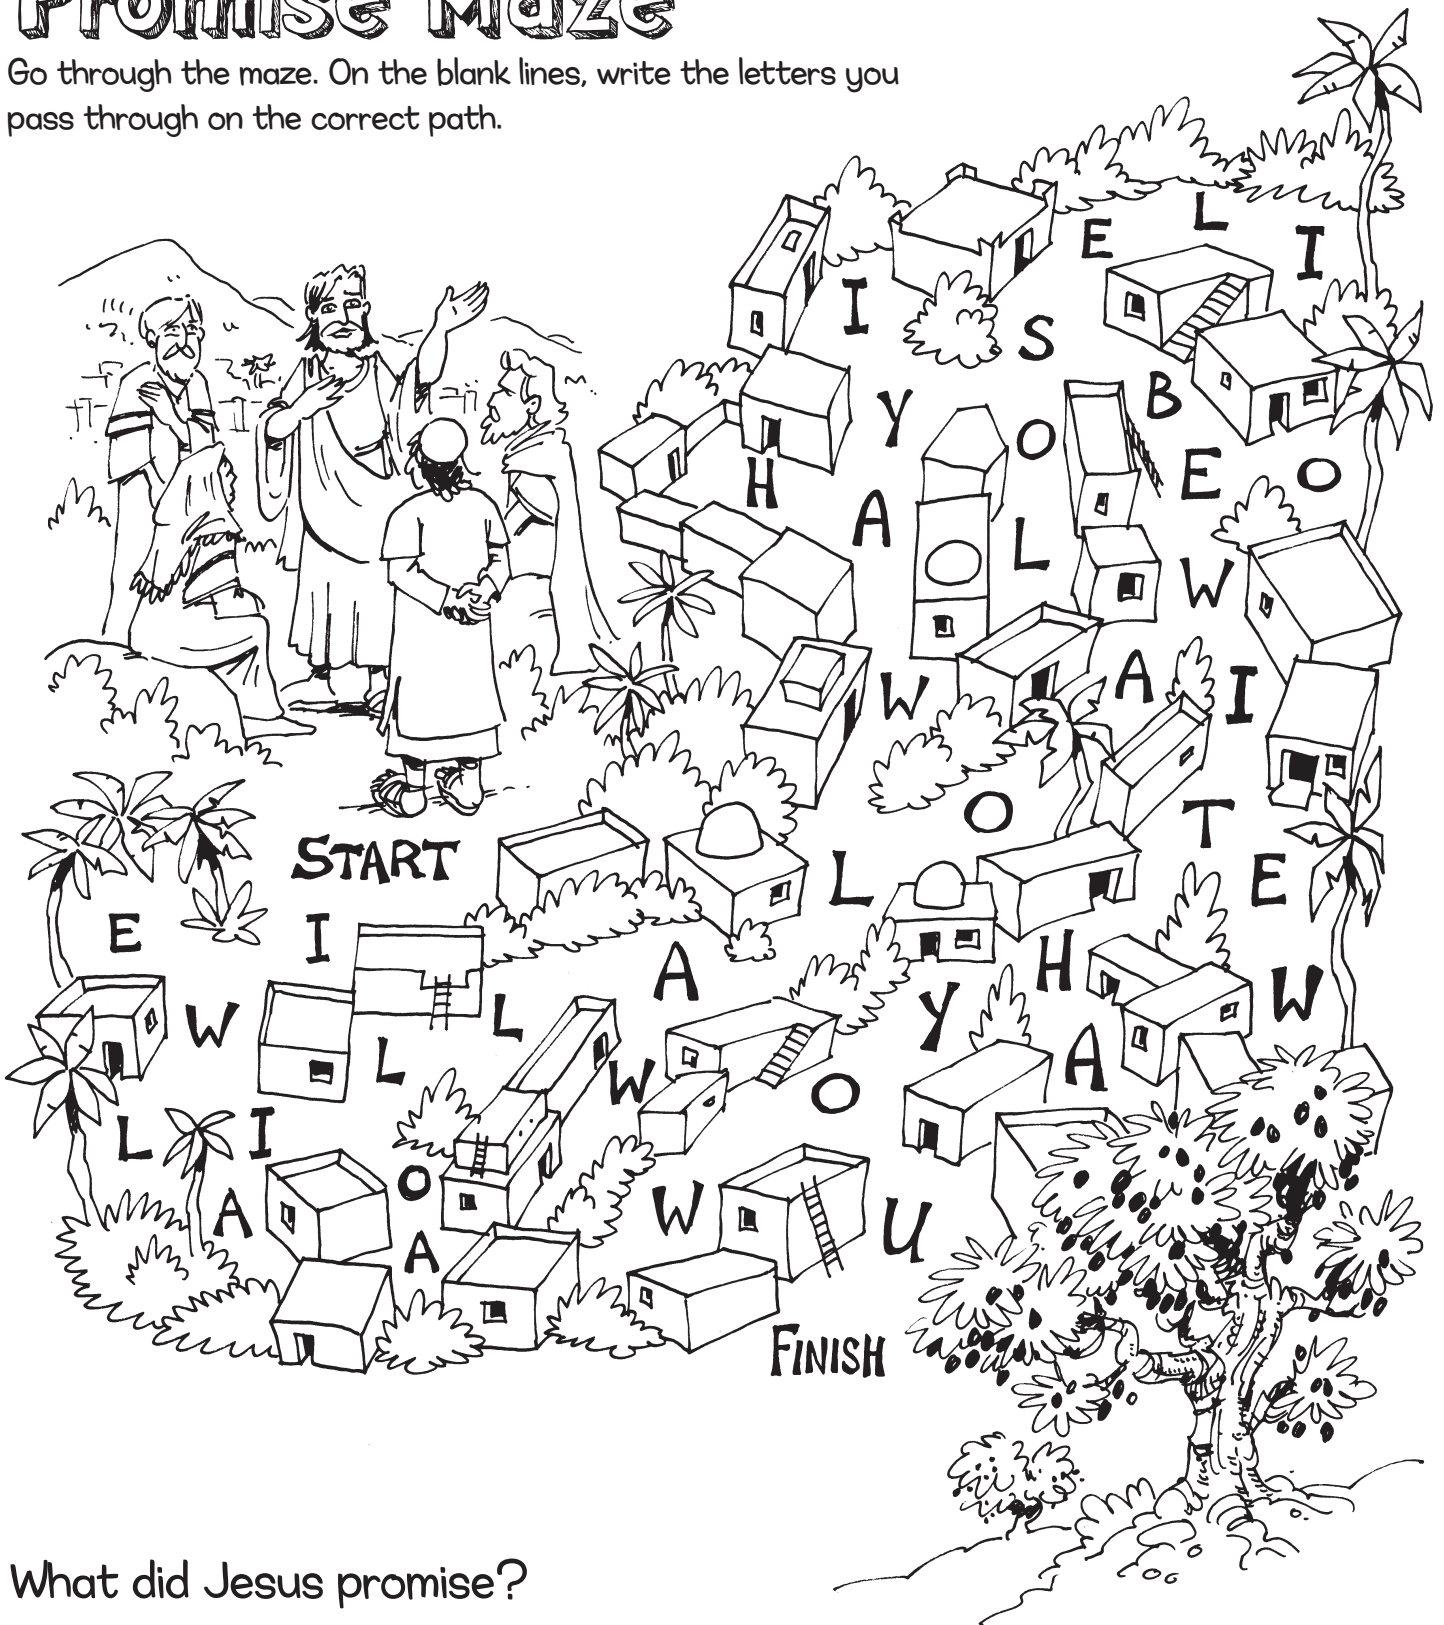 Promise Maze
Go through the maze. On the blank lines, write the letters you
pass through on the correct path.
L
E
I
I
S
B
Y
O
E
O
H
A
L
W
A
I
W
O
T
START
L
E
E
I
A
H
W
W
L
Y
L
W
O
A
L
I
O
W
U
A
A
FINISH
What did Jesus promise?